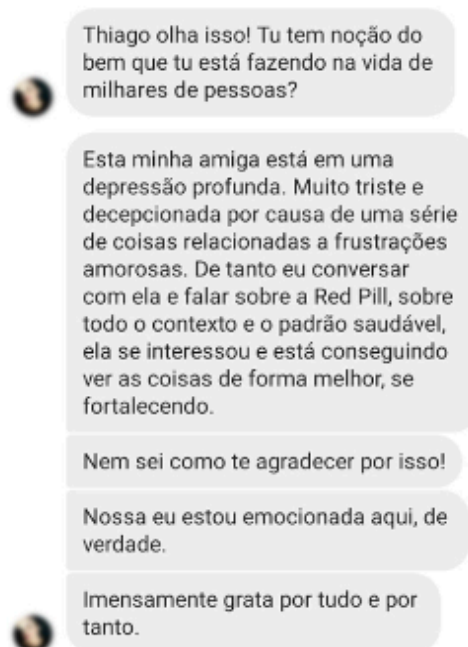 Thiago olha isso! Tu tem noção do
bem que tu está fazendo na vida de
milhares de pessoas?
Esta minha amiga está em uma
depressão profunda. Muito triste e
decepcionada por causa de uma série
de coisas relacionadas a frustrações
amorosas. De tanto eu conversar
com ela e falar sobre a Red Pill, sobre
todo o contexto e o padrão saudável,
ela se interessou e está conseguindo
ver as coisas de forma melhor, se
fortalecendo.
Nem sei como te agradecer por isso!
Nossa eu estou emocionada aqui, de
verdade.
Imensamente grata por tudo e por
tanto.